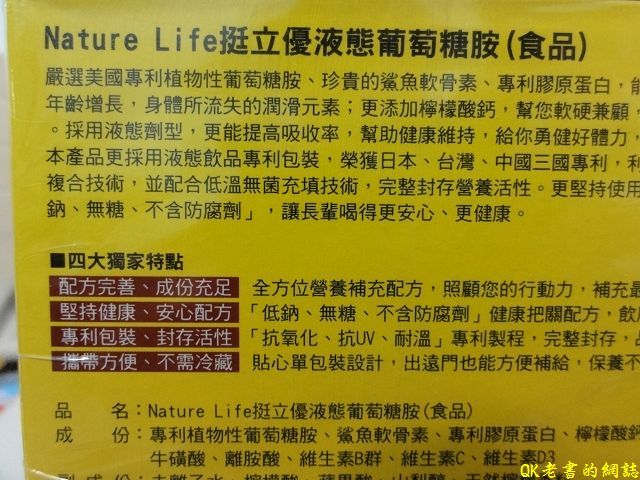 Nature Life挺立優液態葡萄糖胺(食品)
嚴選美國專利植物性葡萄糖胺、珍貴的鯊魚軟骨素、專利膠原蛋白，能
年齡增長，身體所流失的潤滑元素；更添加檸檬酸鈣，幫您軟硬兼顧，
。採用液態劑型，更能提高吸收率，幫助健康維持，給你勇健好體力，
本產品更採用液態飲品專利包裝，榮獲日本、台灣、中國三國專利，利
複合技術，並配合低溫無菌充填技術，完整封存營養活性。更堅持使用
鈉、無糖、不含防腐劑」，讓長輩喝得更安心、更健康。
■四大獨家特點
配方完善、成份充足 全方位營養補充配方，照顧您的行動力，補充最
堅持健康、安心配方 「低鈉、無糖、不含防腐劑」健康把關配方，飲
專利包裝、封存活性 「抗氧化、抗UV、耐溫」專利製程，完整封存，品
攜帶方便、不需冷藏 貼心單包裝設計，出遠門也能方便補給，保養不
品 名：Nature Life挺立優液態葡萄糖胺(食品)
成 份：專利植物性葡萄糖胺、鯊魚軟骨素、專利膠原蛋白、檸檬酸鈣
牛磺酸、離胺酸、維生素B群、維生素C、維生素D3
QK老書的網誌